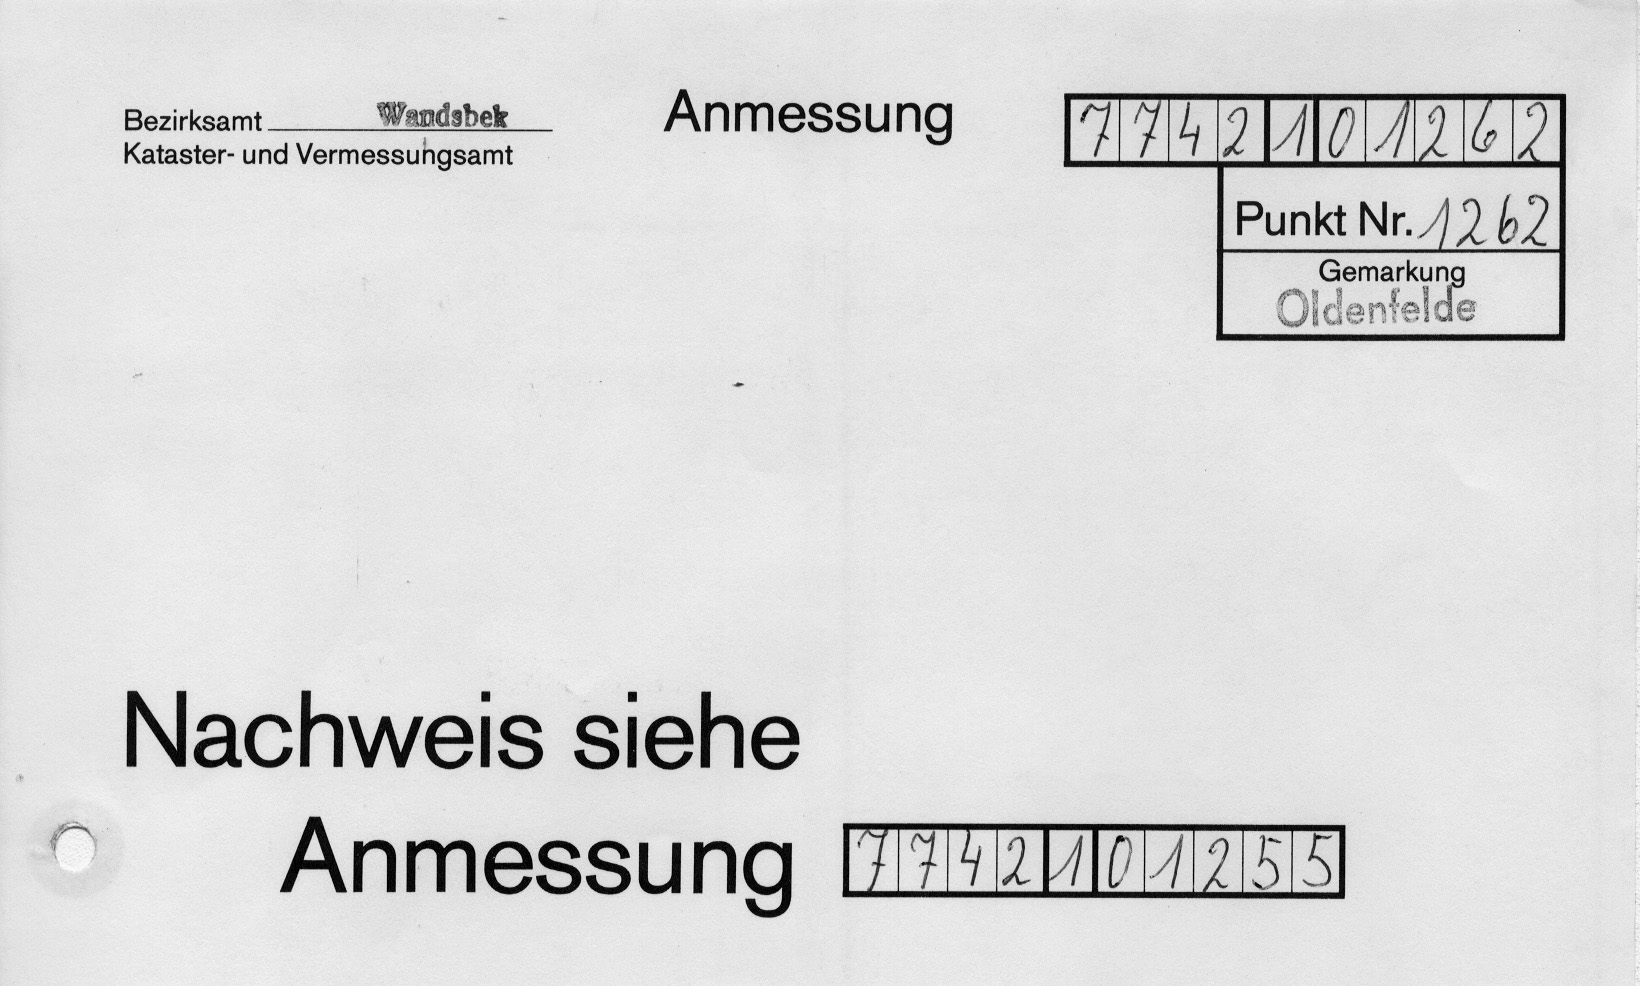 Bezirksamt Wandsbek
Kataster- und Vermessungsamt
Anmessung
7742101262
Punkt Nr. 1262
Gemarkung
Oldenfelde
Nachweis siehe
Anmessung 7742101255